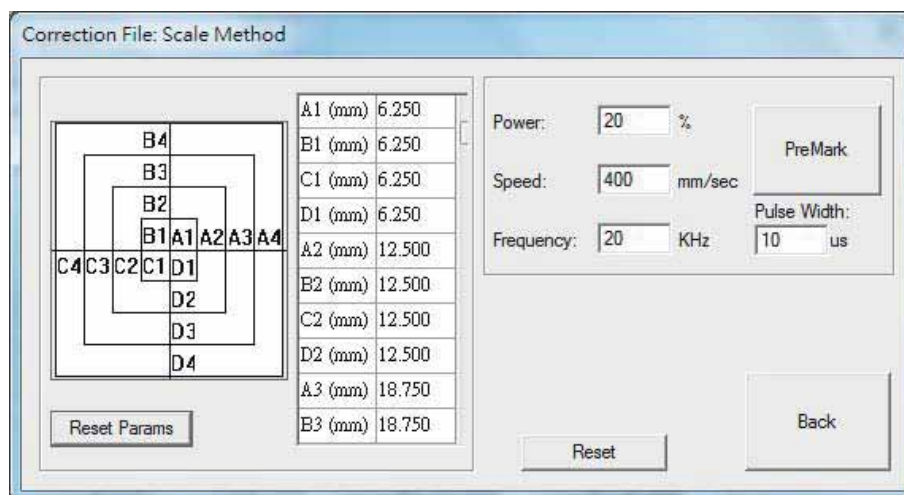 Correction File: Scale Method
B4
B3
B2
B1 A1 A2 A3 A4
C4 C3 C2 C1 D1
D2
D3
D4
Reset Params
A1 (mm) 6.250
B1 (mm) 6.250
C1 (mm) 6.250
D1 (mm) 6.250
A2 (mm) 12.500
B2 (mm) 12.500
C2 (mm) 12.500
D2 (mm) 12.500
A3 (mm) 18.750
B3 (mm) 18.750
Power: 20 %
Speed: 400 mm/sec
Frequency: 20 KHz
PreMark
Pulse Width:
10 us
Reset
Back